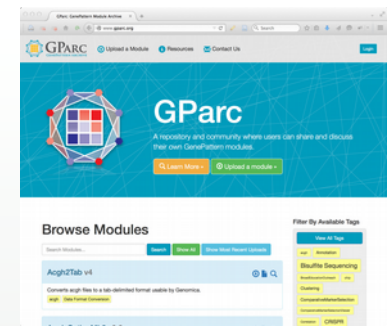 GParc: GenePattern Module Archive
www.gparc.org
Search
GPARC
Upload a Module
Resources
Contact Us
Login
GParc
A repository and community where users can share and discuss
their own GenePattern modules.
Learn More »
Upload a module »
Browse Modules
Search Modules...
Search
Show All
Show Most Recent Uploads
Acgh2Tab v4
Converts acgh files to a tab-delimited format usable by Genomica.
acgh
Data Format Conversion
Filter By Available Tags
View All Tags
acgh
Annotation
Bisulfite Sequencing
Clustering
ComparativeMarkerSelection
CRISPR